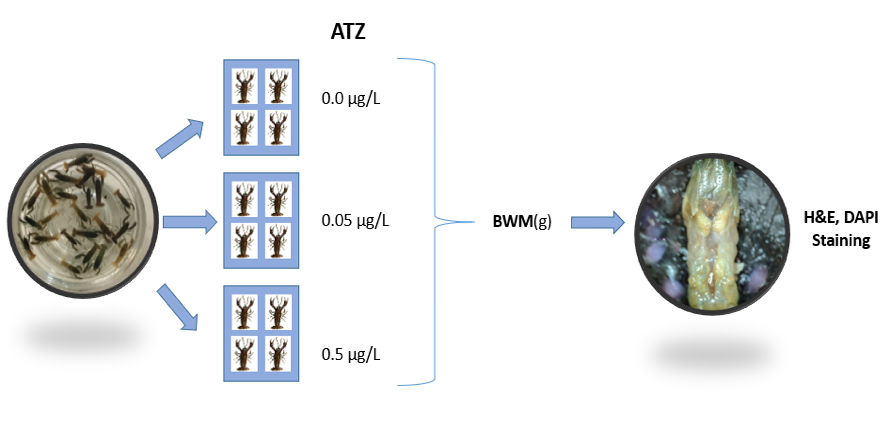 ATZ
0.0 µg/L
0.05 µg/L
0.5 µg/L
BWM(g)
H&E, DAPI
Staining